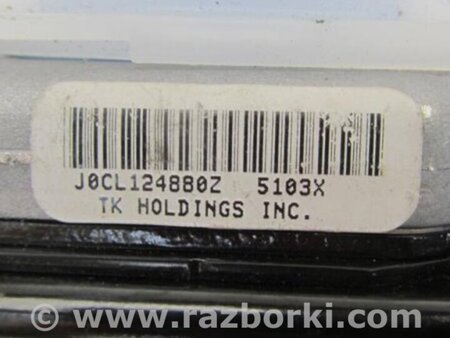 J0CL124880Z 5103X
TK HOLDINGS INC.
www.razborki.com